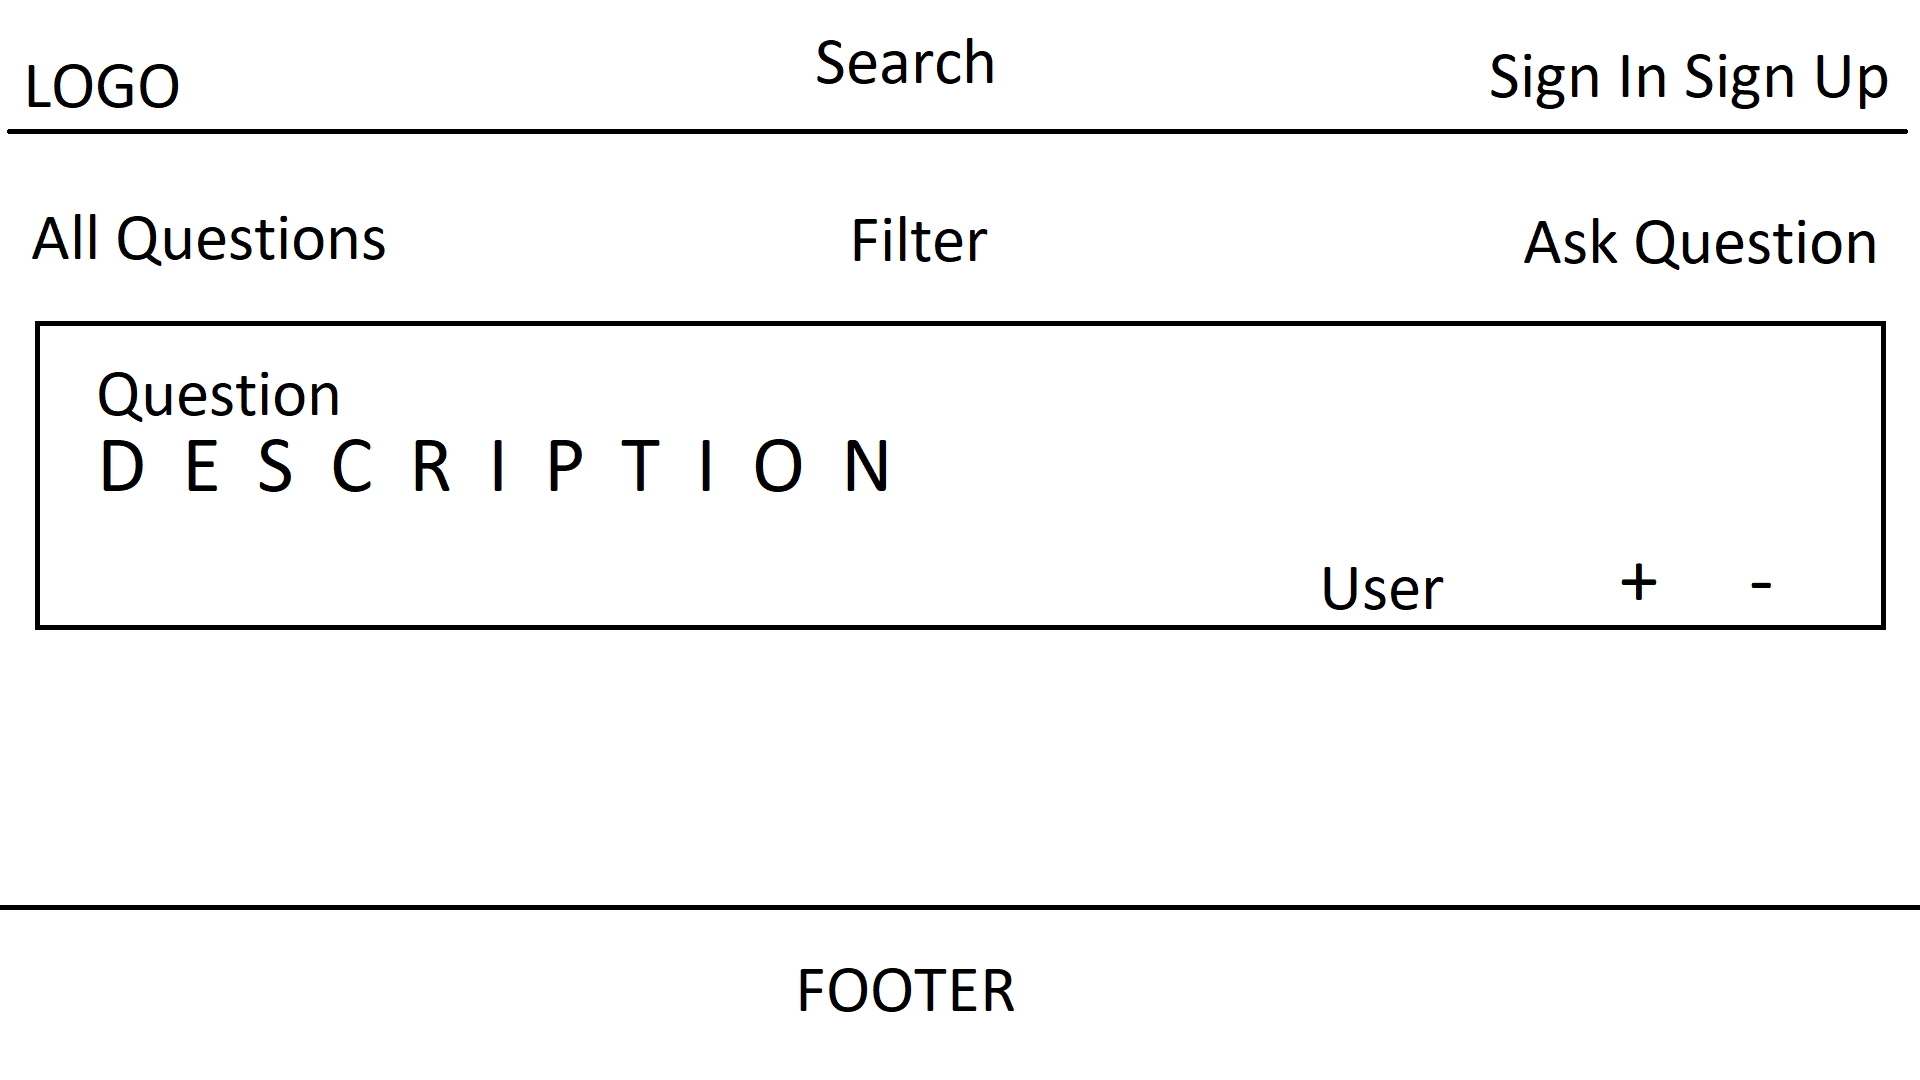 LOGO Search Sign In Sign Up
All Questions Filter Ask Question
Question
D E S C R I P T I O N
User + -
FOOTER